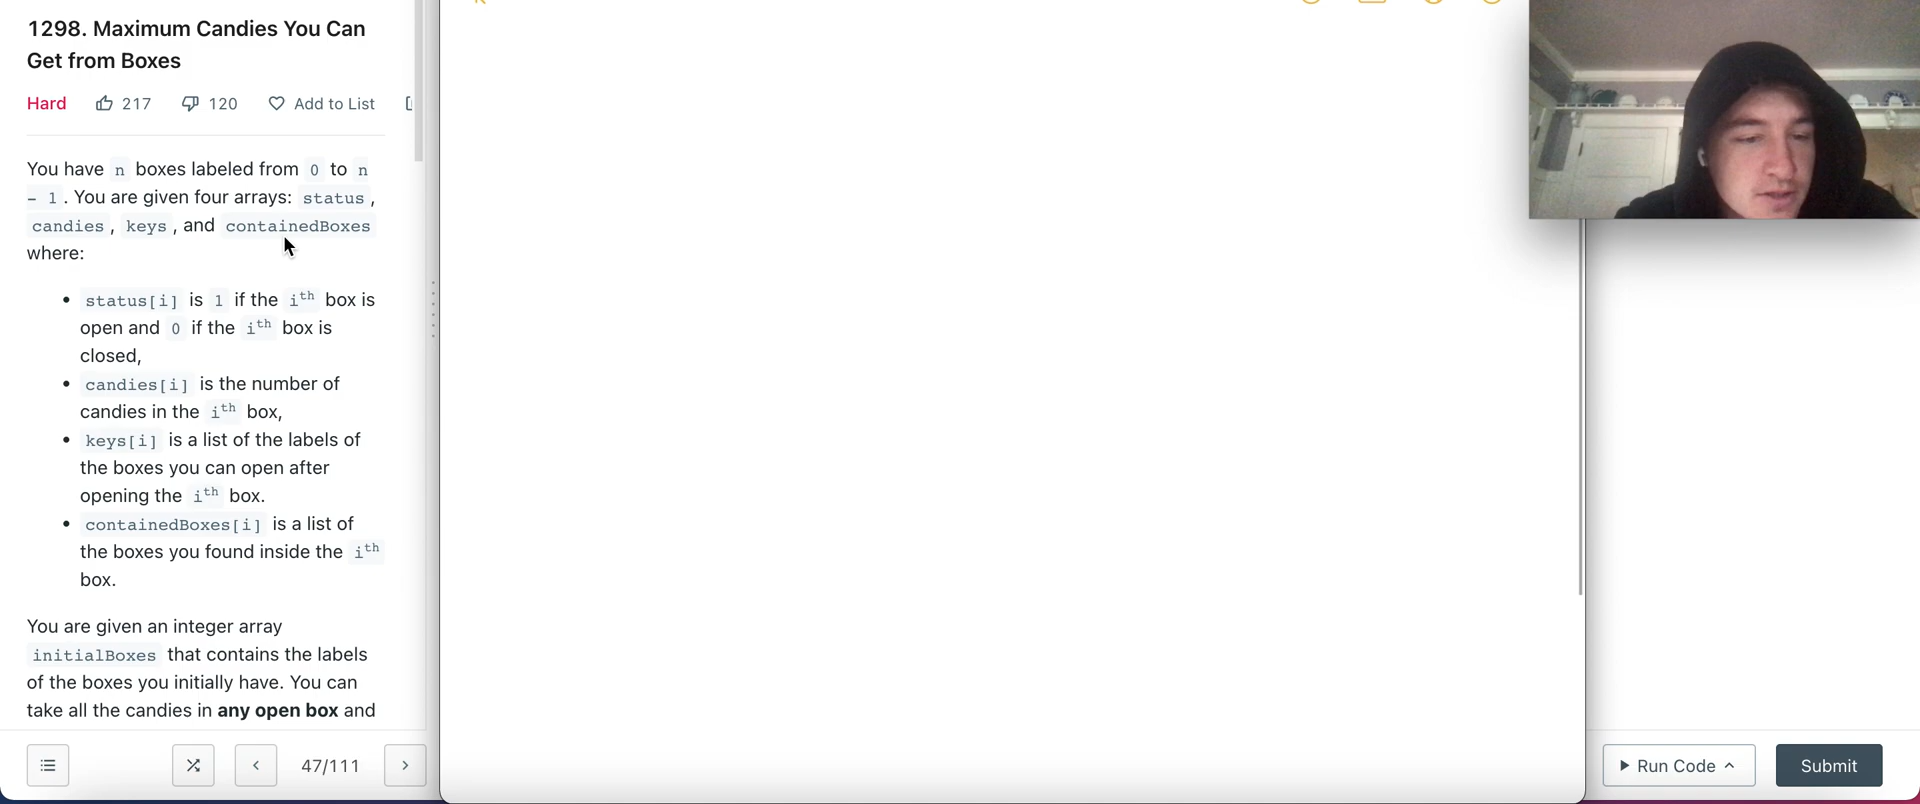 1298. Maximum Candies You Can
Get from Boxes
Hard 217 120 Add to List
You have n boxes labeled from 0 to n
- 1. You are given four arrays: status,
candies, keys, and containedBoxes
where:
• status[i] is 1 if the ith box is
open and 0 if the ith box is
closed,
• candies[i] is the number of
candies in the ith box,
• keys[i] is a list of the labels of
the boxes you can open after
opening the ith box.
• containedBoxes[i] is a list of
the boxes you found inside the ith
box.
You are given an integer array
initialBoxes that contains the labels
of the boxes you initially have. You can
take all the candies in any open box and
47/111
Run Code
Submit